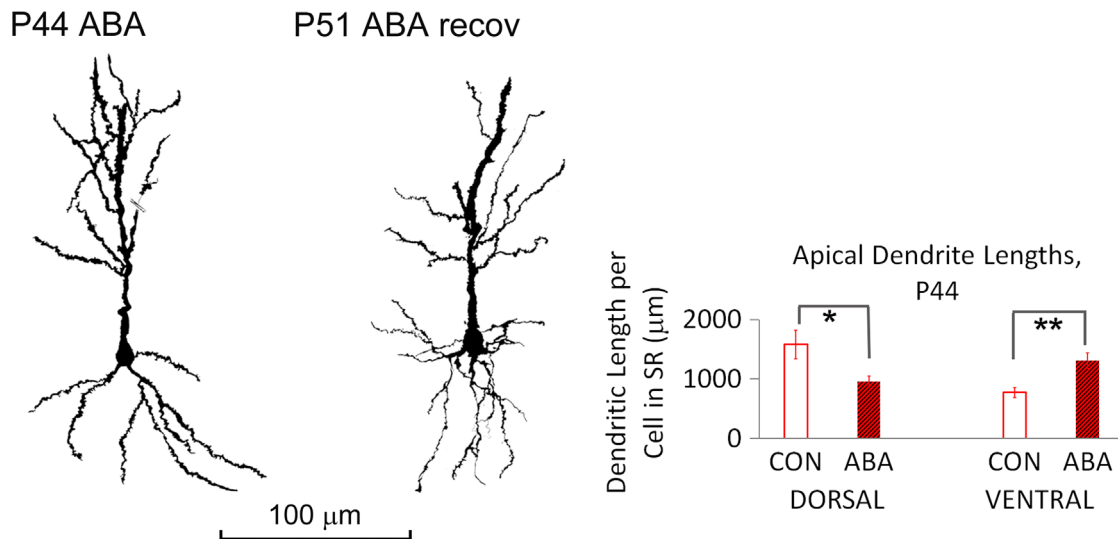 P44 ABA
P51 ABA recov
100 μm
Apical Dendrite Lengths,
P44
Dendritic Length per
Cell in SR (μm)
2000
1000
0
*
**
CON ABA CON ABA
DORSAL VENTRAL